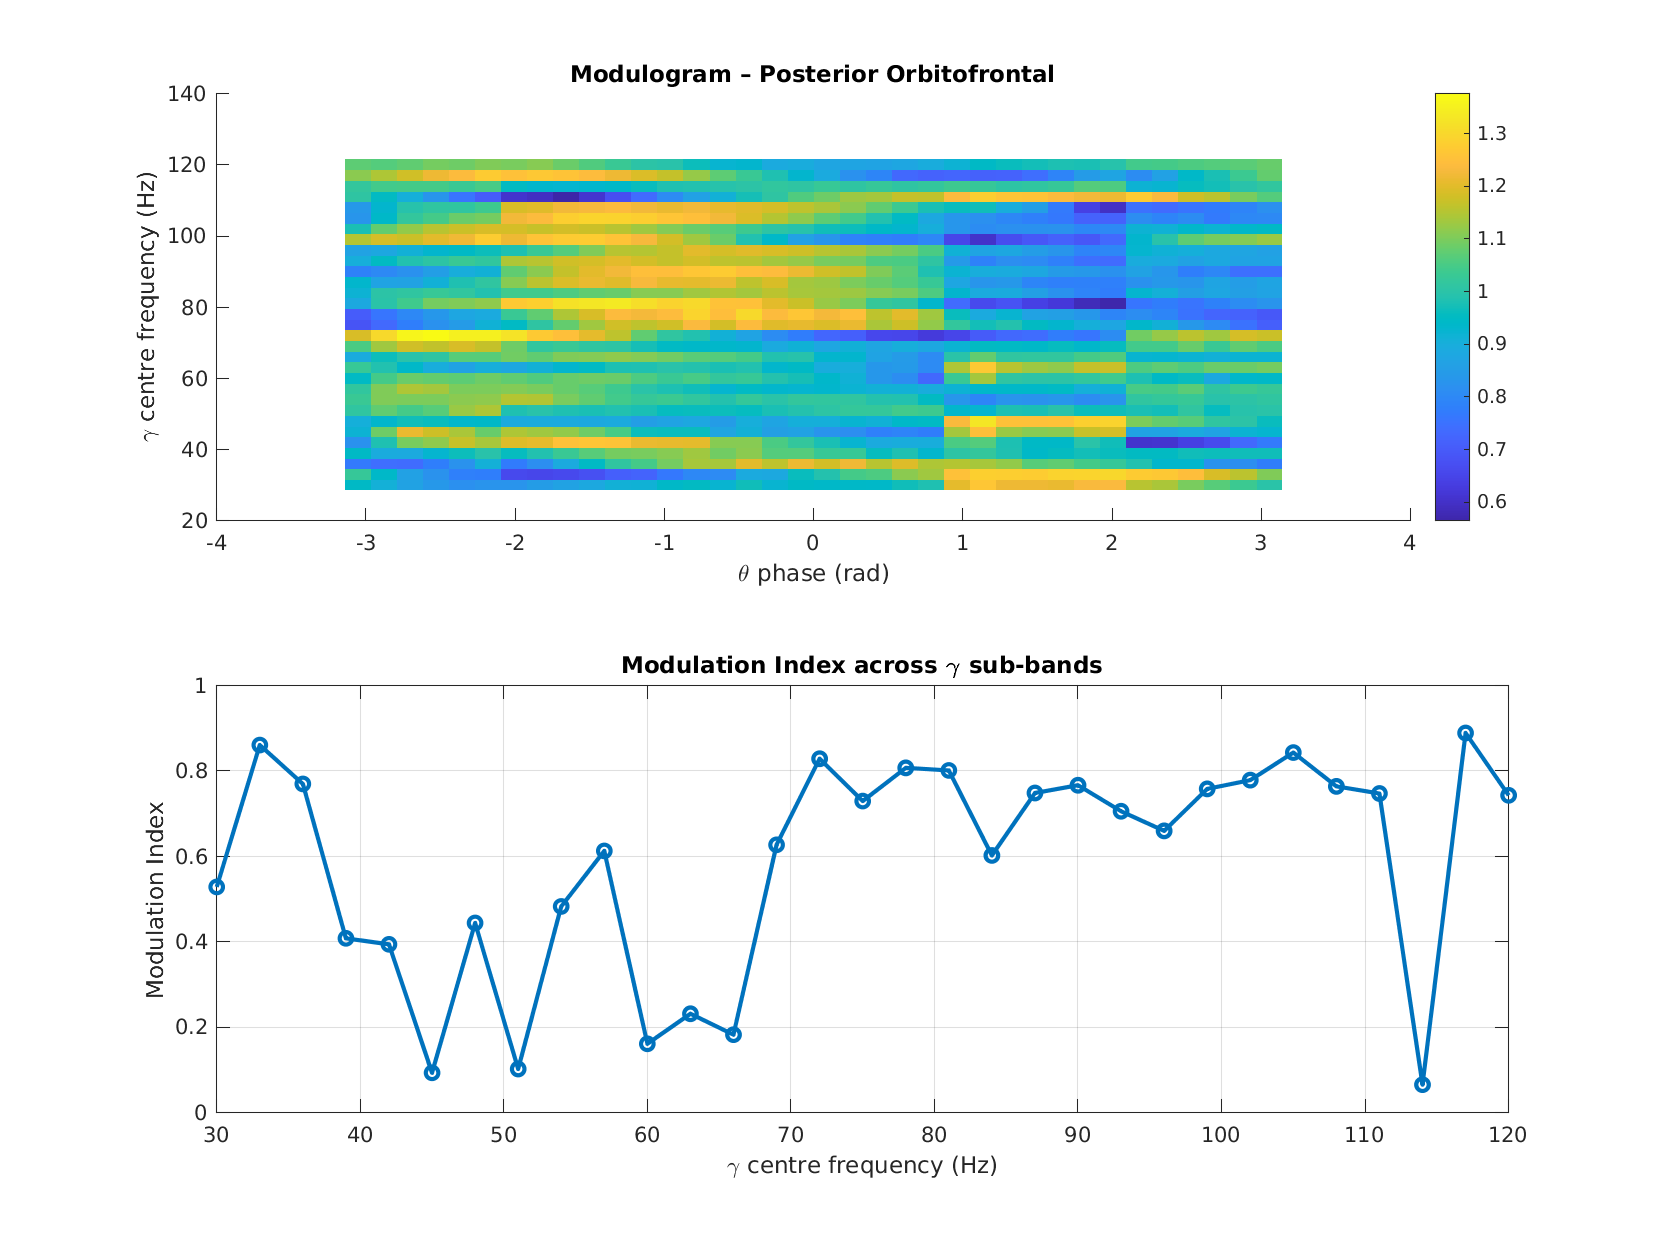 Modulogram – Posterior Orbitofrontal
140
120
100
80
60
40
20
γ centre frequency (Hz)
-4 -3 -2 -1 0 1 2 3 4
θ phase (rad)
1.3
1.2
1.1
1
0.9
0.8
0.7
0.6
Modulation Index across γ sub-bands
1
0.8
0.6
0.4
0.2
0
Modulation Index
30 40 50 60 70 80 90 100 110 120
γ centre frequency (Hz)